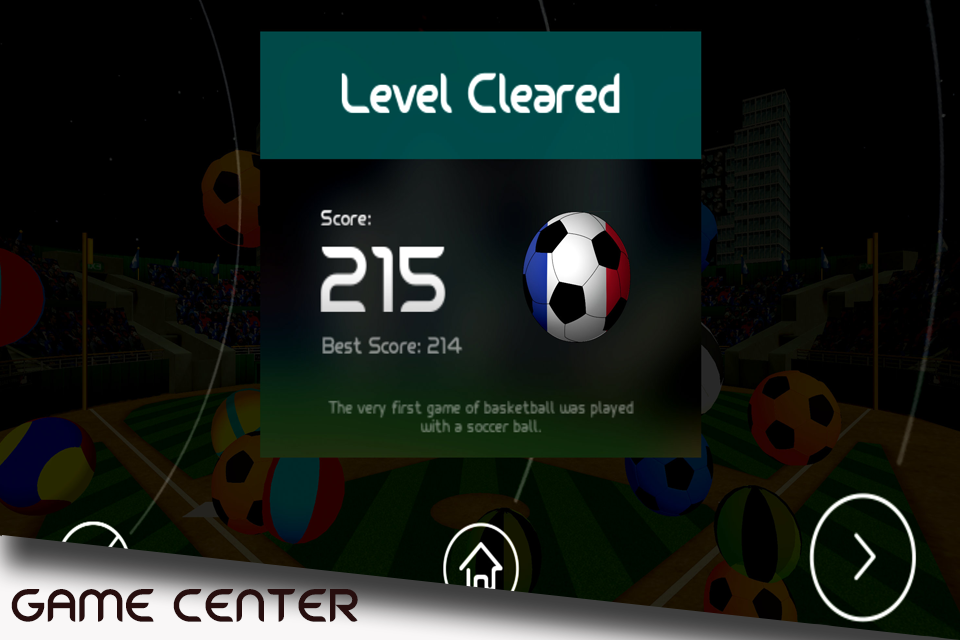 Level Cleared
Score:
215
Best Score: 214
The very first game of basketball was played
with a soccer ball.
GAME CENTER